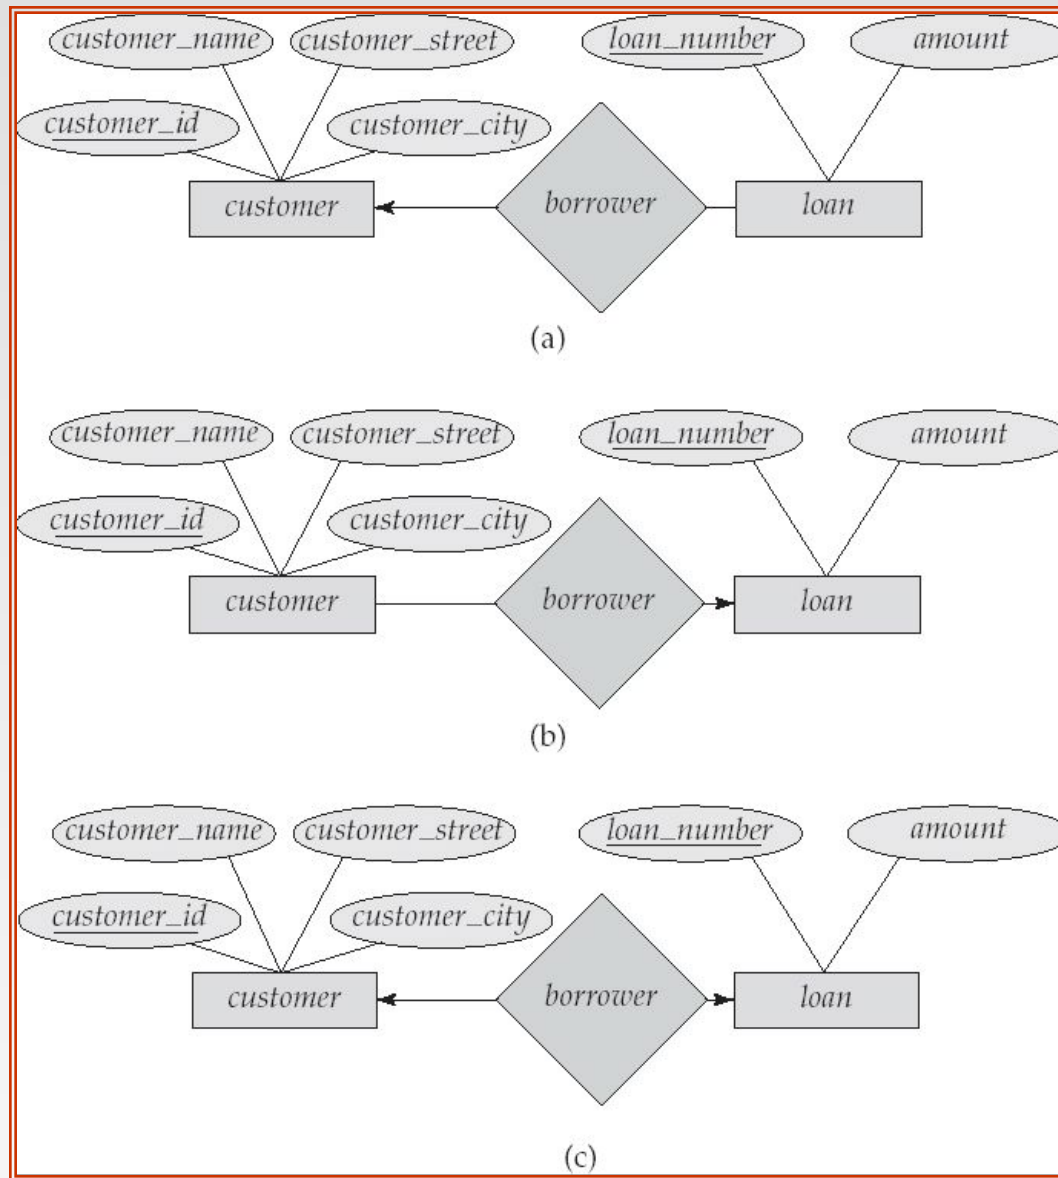 customer_name customer_street loan_number amount
customer_id customer_city
customer borrower loan
(a)
customer_name customer_street loan_number amount
customer_id customer_city
customer borrower loan
(b)
customer_name customer_street loan_number amount
customer_id customer_city
customer borrower loan
(c)